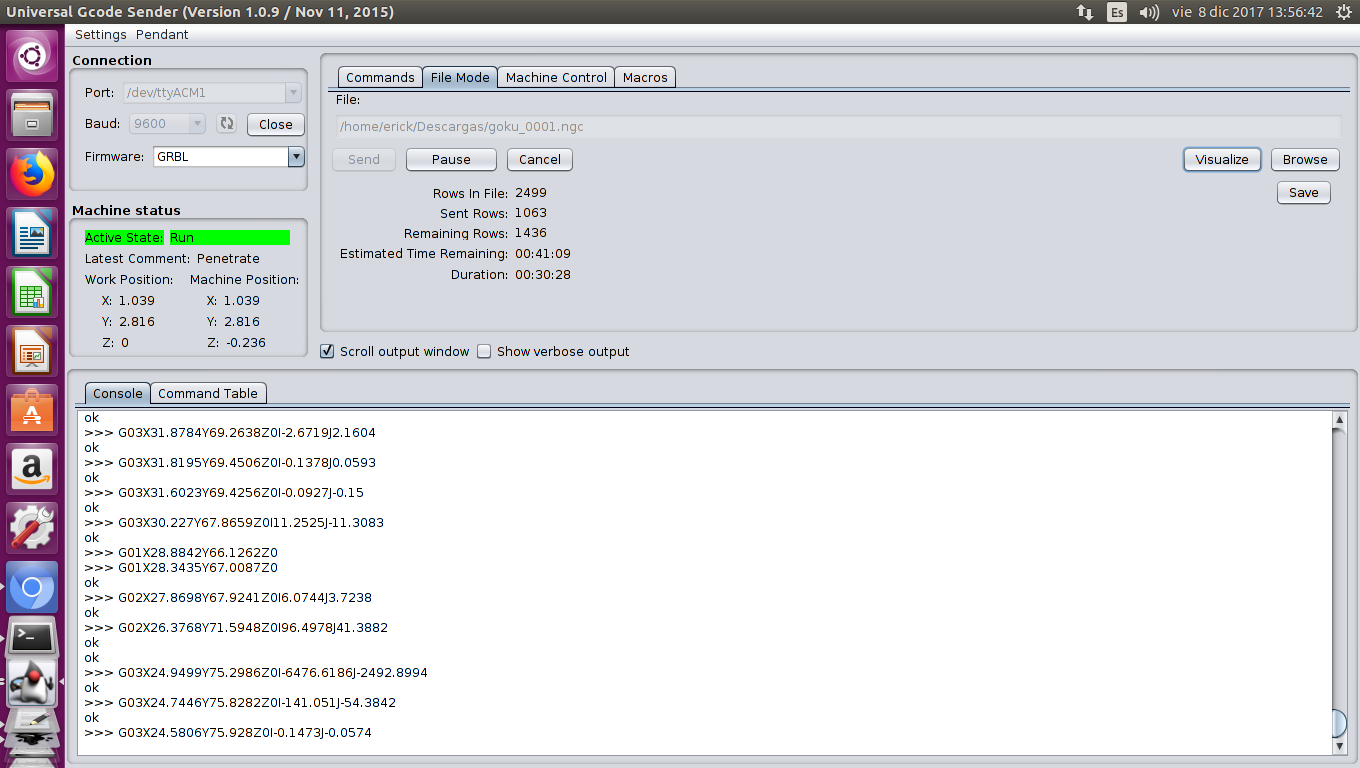 Universal Gcode Sender (Version 1.0.9 / Nov 11, 2015)
Es
vie 8 dic 2017 13:56:42
Settings Pendant
Connection
Port: /dev/ttyACM1
Baud: 9600 Close
Firmware: GRBL
Machine status
Active State: Run
Latest Comment: Penetrate
Work Position: Machine Position:
X: 1.039 X: 1.039
Y: 2.816 Y: 2.816
Z: 0 Z: -0.236
Commands File Mode Machine Control Macros
File:
/home/erick/Descargas/goku_0001.ngc
Send Pause Cancel Visualize Browse
Save
Rows In File: 2499
Sent Rows: 1063
Remaining Rows: 1436
Estimated Time Remaining: 00:41:09
Duration: 00:30:28
Scroll output window Show verbose output
Console Command Table
ok
>>> G03X31.8784Y69.2638Z0I-2.6719J2.1604
ok
>>> G03X31.8195Y69.4506Z0I-0.1378J0.0593
ok
>>> G03X31.6023Y69.4256Z0I-0.0927J-0.15
ok
>>> G03X30.227Y67.8659Z0I11.2525J-11.3083
ok
>>> G01X28.8842Y66.1262Z0
>>> G01X28.3435Y67.0087Z0
ok
>>> G02X27.8698Y67.9241Z0I6.0744J3.7238
ok
>>> G02X26.3768Y71.5948Z0I96.4978J41.3882
ok
ok
>>> G03X24.9499Y75.2986Z0I-6476.6186J-2492.8994
ok
>>> G03X24.7446Y75.8282Z0I-141.051J-54.3842
ok
>>> G03X24.5806Y75.928Z0I-0.1473J-0.0574